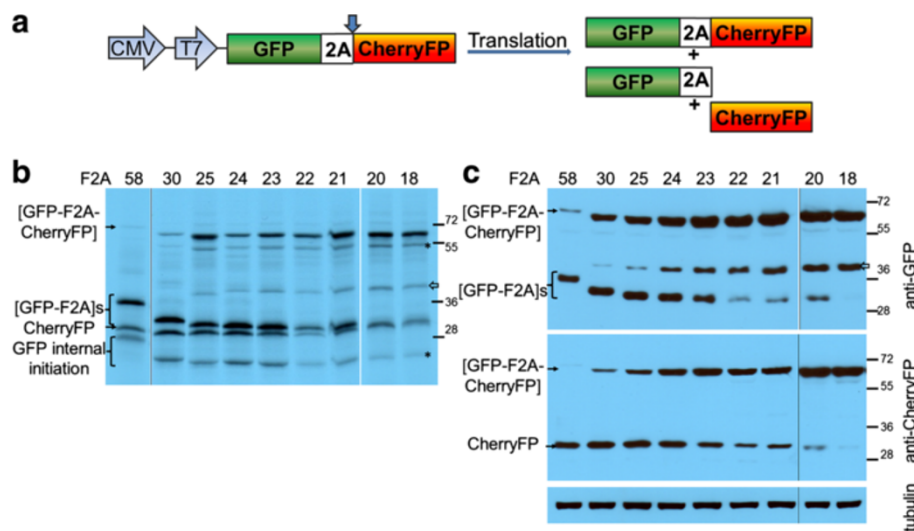 a
CMV T7 GFP 2A CherryFP Translation GFP 2A CherryFP
+
GFP 2A
+
CherryFP
b
F2A 58 30 25 24 23 22 21 20 18
[GFP-F2A-
CherryFP]
72
55 *
[GFP-F2A]s
36
CherryFP
28
GFP internal
initiation
*
c
F2A 58 30 25 24 23 22 21 20 18
[GFP-F2A-
CherryFP]
72
55
36
[GFP-F2A]s
28
anti-GFP
[GFP-F2A-
CherryFP]
72
55
36
CherryFP
28
anti-CherryFP
tubulin